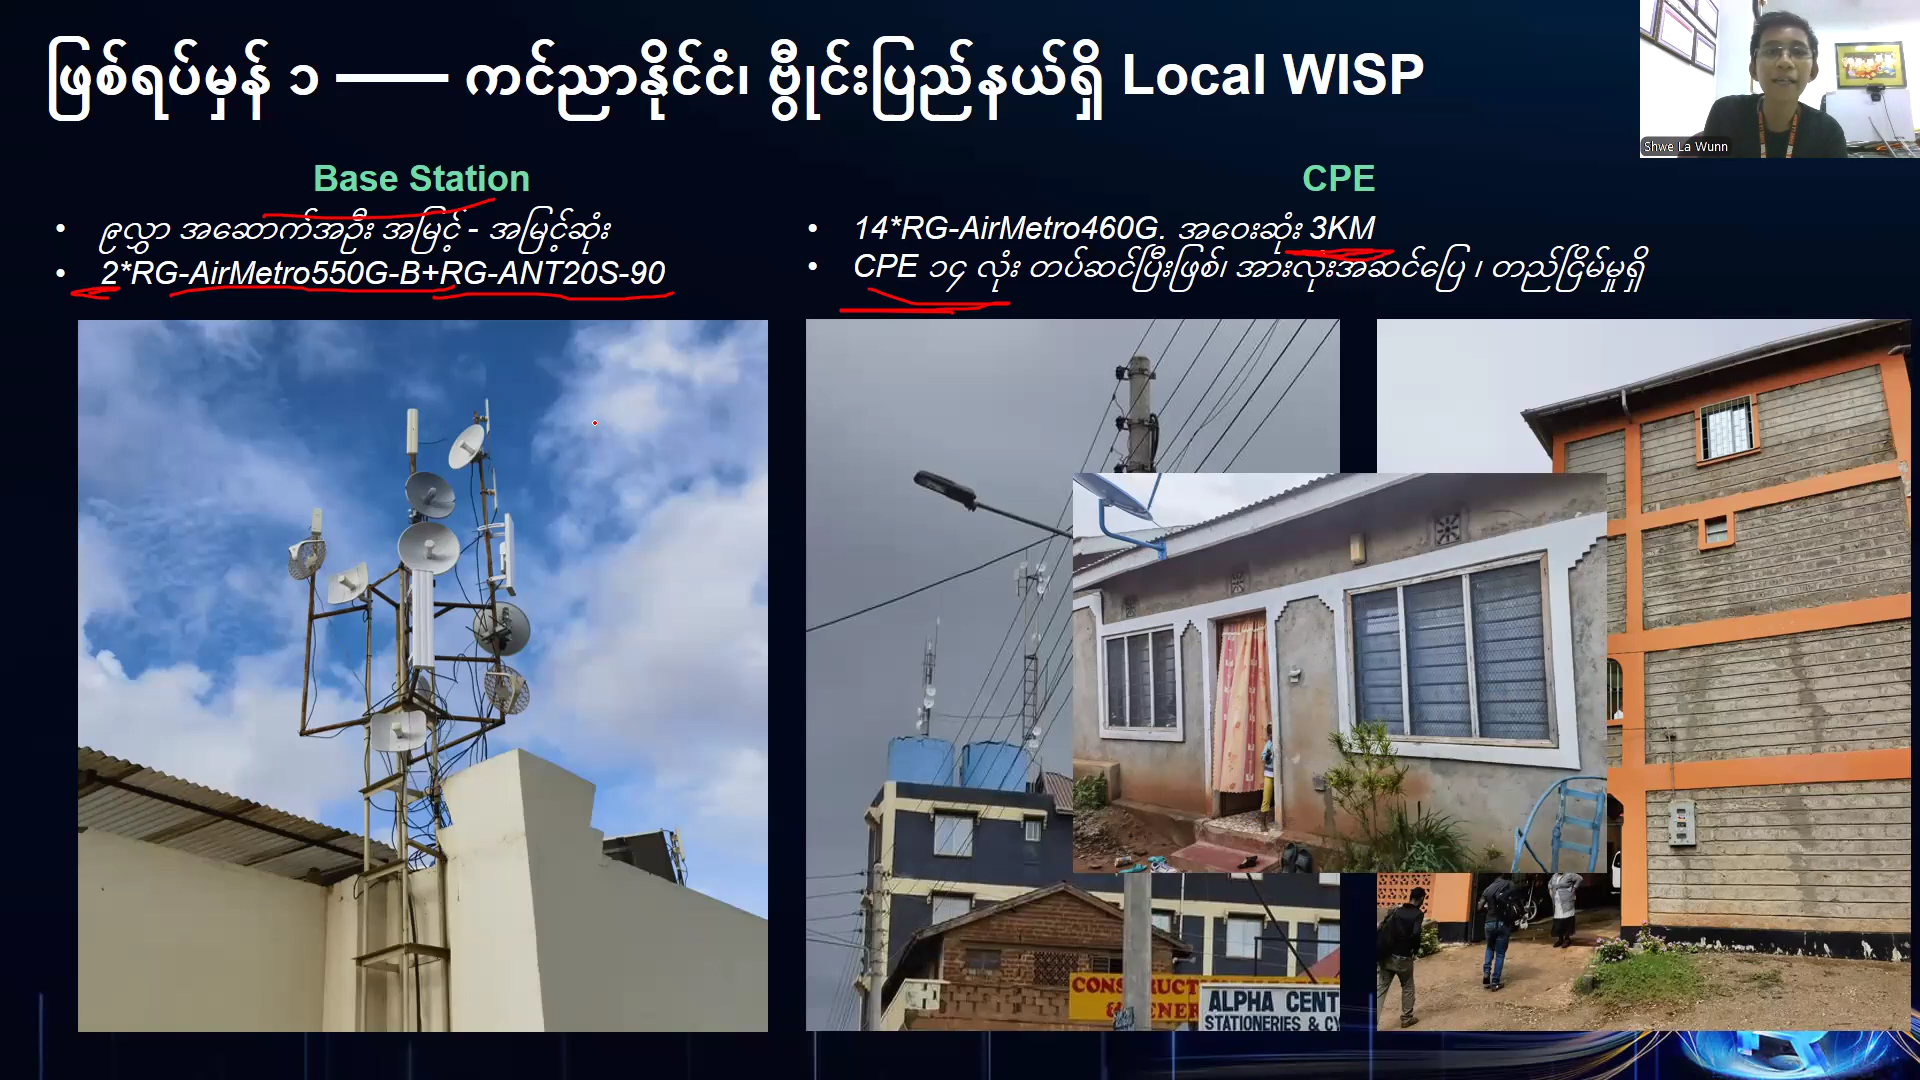 ဖြစ်ရပ်မှန် ၁ —— ကင်ညာနိုင်ငံ၊ ဗွီုင်းပြည်နယ်ရှိ Local WISP
Shwe La Wunn
Base Station
• ၉လွှာ အဆောက်အဦး အမြင့် - အမြင့်ဆုံး
• 2*RG-AirMetro550G-B+RG-ANT20S-90
CPE
• 14*RG-AirMetro460G. အဝေးဆုံး 3KM
• CPE ၁၄ လုံး တပ်ဆင်ပြီးဖြစ်၊ အားလုံးအဆင်ပြေ ၊ တည်ငြိမ်မှုရှိ
ALPHA CENT
STATIONERIES & CY